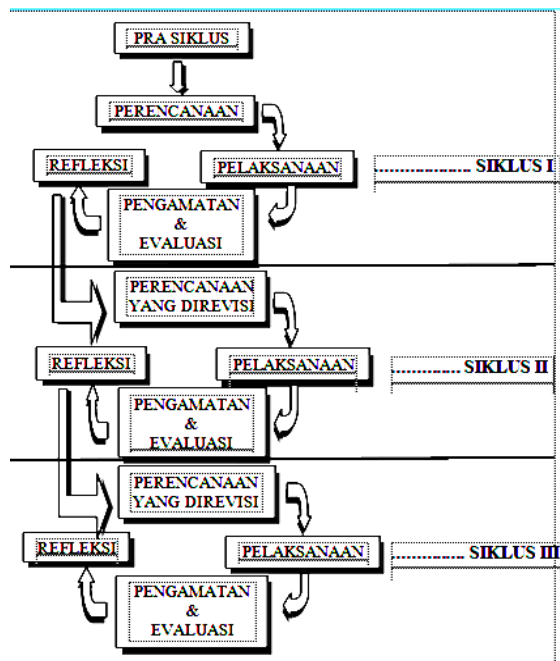 PRA SIKLUS
PERENCANAAN
REFLEKSI
PELAKSANAAN
..................... SIKLUS I
PENGAMATAN
&
EVALUASI
PERENCANAAN
YANG DIREVISI
REFLEKSI
PELAKSANAAN
............... SIKLUS II
PENGAMATAN
&
EVALUASI
PERENCANAAN
YANG DIREVISI
REFLEKSI
PELAKSANAAN
............... SIKLUS III
PENGAMATAN
&
EVALUASI